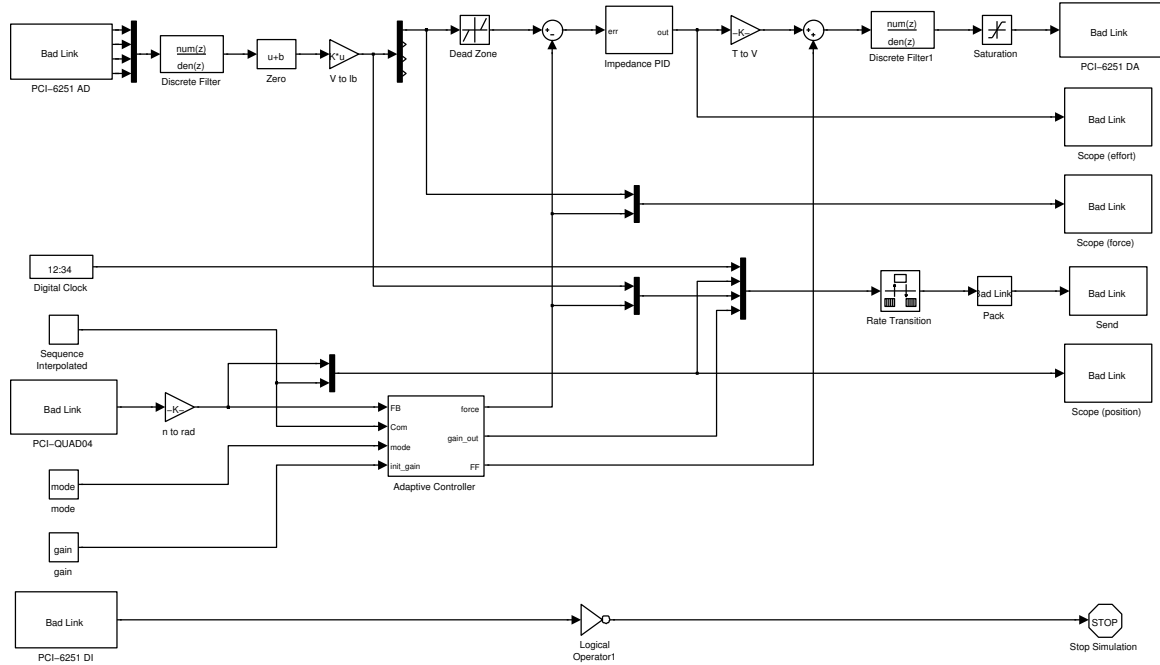 Bad Link
PCI−6251 AD
num(z)
den(z)
Discrete Filter
u+b
Zero
K*u
V to lb
Dead Zone
err
out
Impedance PID
−K−
T to V
num(z)
den(z)
Discrete Filter1
Saturation
Bad Link
PCI−6251 DA
Bad Link
Scope (effort)
Bad Link
Scope (force)
12:34
Digital Clock
Rate Transition
Bad Link
Pack
Bad Link
Send
Sequence
Interpolated
Bad Link
Scope (position)
Bad Link
PCI−QUAD04
−K−
n to rad
FB
Com
mode
init_gain
force
gain_out
FF
Adaptive Controller
mode
mode
gain
gain
Bad Link
PCI−6251 DI
Logical
Operator1
STOP
Stop Simulation